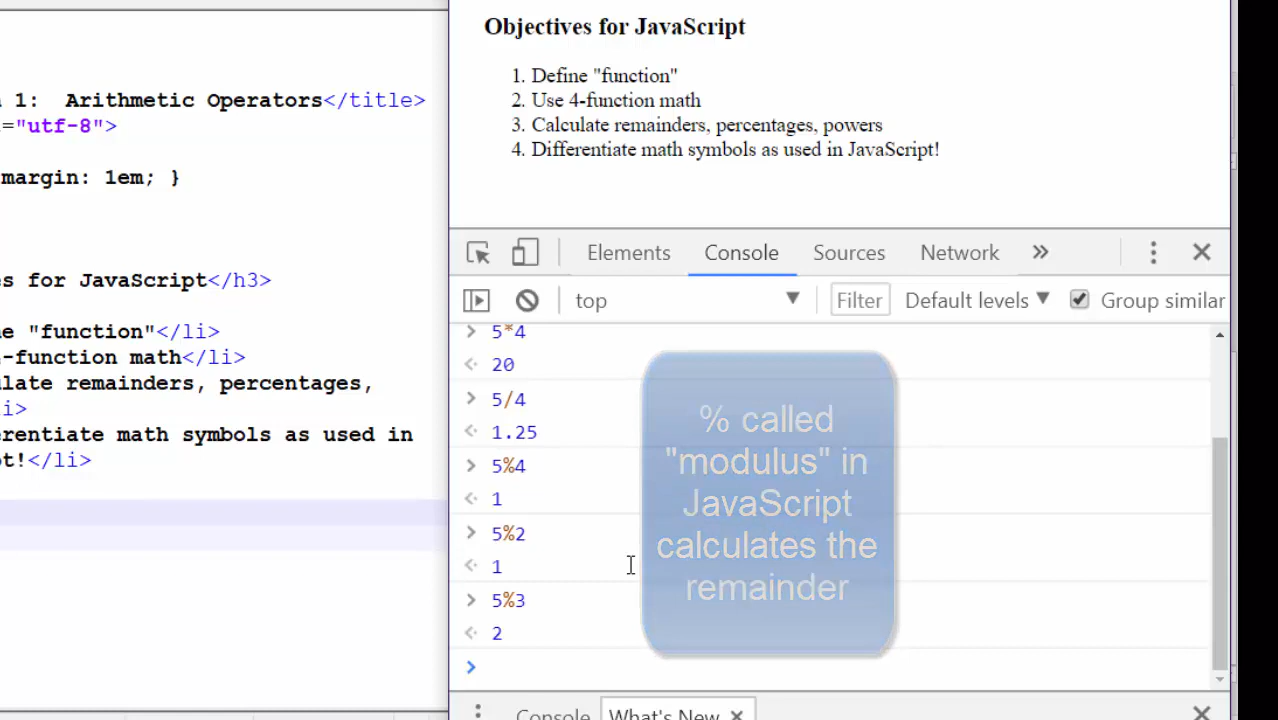 n 1:  Arithmetic Operators</title>
="utf-8">
margin: 1em; }
es for JavaScript</h3>
e "function"</li>
-function math</li>
late remainders, percentages,
i>
erentiate math symbols as used in
t!</li>
Objectives for JavaScript
1. Define "function"
2. Use 4-function math
3. Calculate remainders, percentages, powers
4. Differentiate math symbols as used in JavaScript!
Elements Console Sources Network »
top Filter Default levels Group similar
> 5*4
20
> 5/4
1.25
> 5%4
1
> 5%2
1
> 5%3
2
>
% called
"modulus" in
JavaScript
calculates the
remainder
Console What's New ×